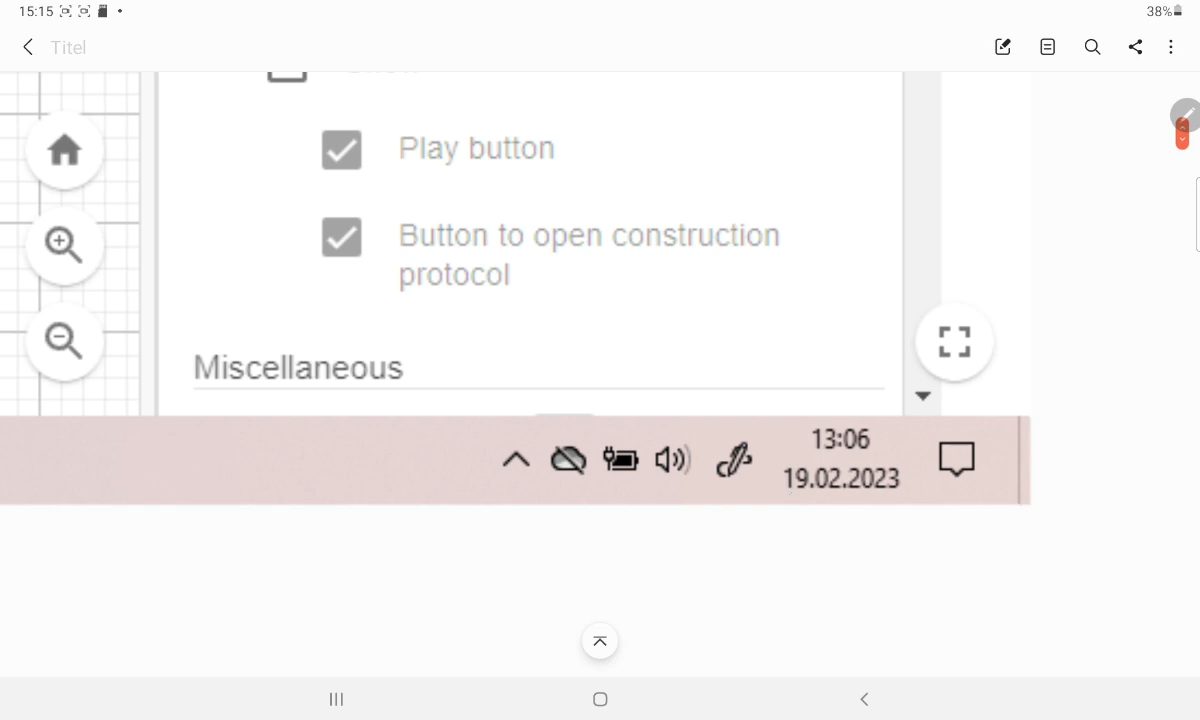 15:15
38%
Titel
Play button
Button to open construction
protocol
Miscellaneous
13:06
19.02.2023